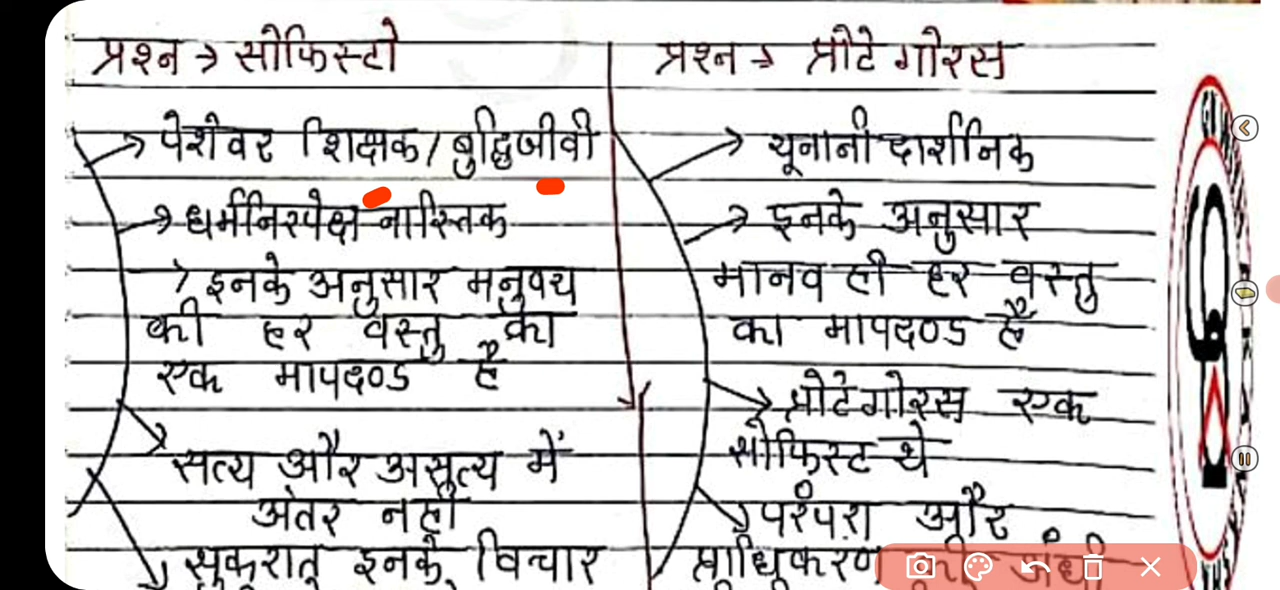 प्रश्न → सोफिस्टो
→ पेशेवर शिक्षक / बुद्धिजीवी
→ धर्मनिरपेक्ष नास्तिक
→ इनके अनुसार मनुष्य
की हर वस्तु का
एक मापदण्ड है
सत्य और असत्य में
अंतर नही
सुकरात इनके विचार
प्रश्न → प्रोटेगोरस
→ यूनानी दार्शनिक
→ इनके अनुसार
मानव ही हर वस्तु
का मापदण्ड है
→ प्रोटेगोरस एक
सोफिस्ट थे
परंपरा और
प्राधिकरण की अंधी